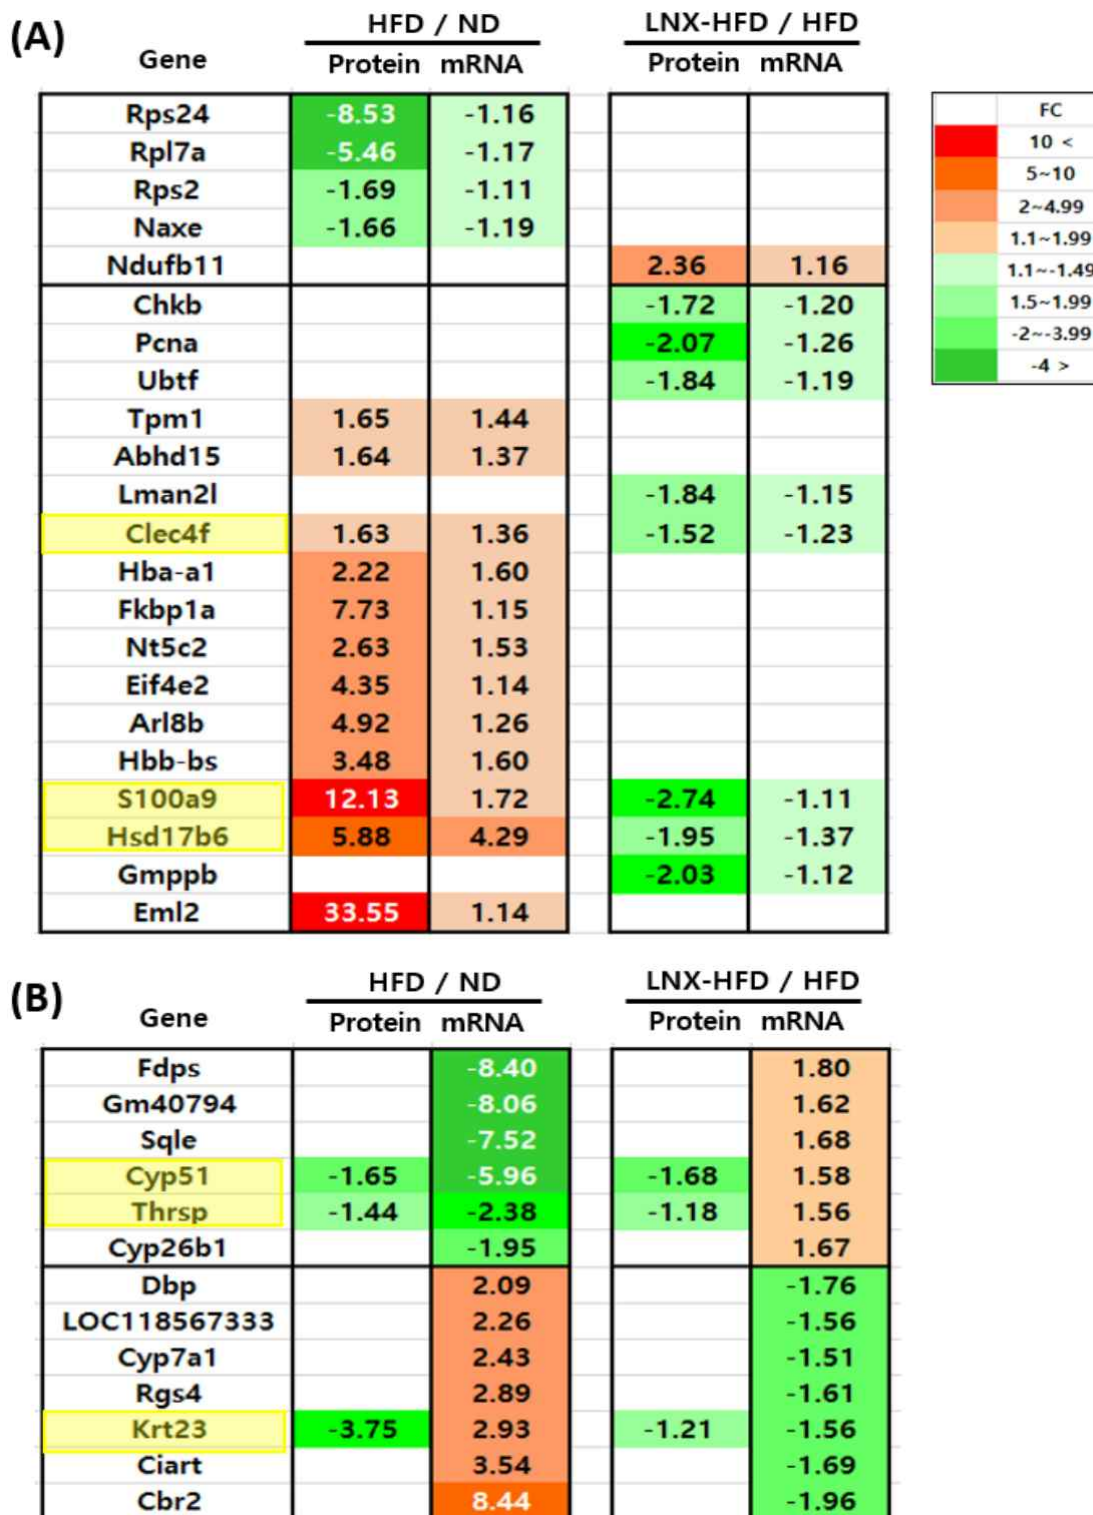 (A)
HFD / ND LNX-HFD / HFD
Gene Protein mRNA Protein mRNA
Rps24 -8.53 -1.16
Rpl7a -5.46 -1.17
Rps2 -1.69 -1.11
Naxe -1.66 -1.19
Ndufb11 2.36 1.16
Chkb -1.72 -1.20
Pcna -2.07 -1.26
Ubtf -1.84 -1.19
Tpm1 1.65 1.44
Abhd15 1.64 1.37
Lman2l -1.84 -1.15
Clec4f 1.63 1.36 -1.52 -1.23
Hba-a1 2.22 1.60
Fkbp1a 7.73 1.15
Nt5c2 2.63 1.53
Eif4e2 4.35 1.14
Arl8b 4.92 1.26
Hbb-bs 3.48 1.60
S100a9 12.13 1.72 -2.74 -1.11
Hsd17b6 5.88 4.29 -1.95 -1.37
Gmppb -2.03 -1.12
Eml2 33.55 1.14
FC
10 <
5~10
2~4.99
1.1~1.99
1.1~-1.49
1.5~1.99
-2~-3.99
-4 >
(B)
HFD / ND LNX-HFD / HFD
Gene Protein mRNA Protein mRNA
Fdps -8.40 1.80
Gm40794 -8.06 1.62
Sqle -7.52 1.68
Cyp51 -1.65 -5.96 -1.68 1.58
Thrsp -1.44 -2.38 -1.18 1.56
Cyp26b1 -1.95 1.67
Dbp 2.09 -1.76
LOC118567333 2.26 -1.56
Cyp7a1 2.43 -1.51
Rgs4 2.89 -1.61
Krt23 -3.75 2.93 -1.21 -1.56
Ciart 3.54 -1.69
Cbr2 8.44 -1.96